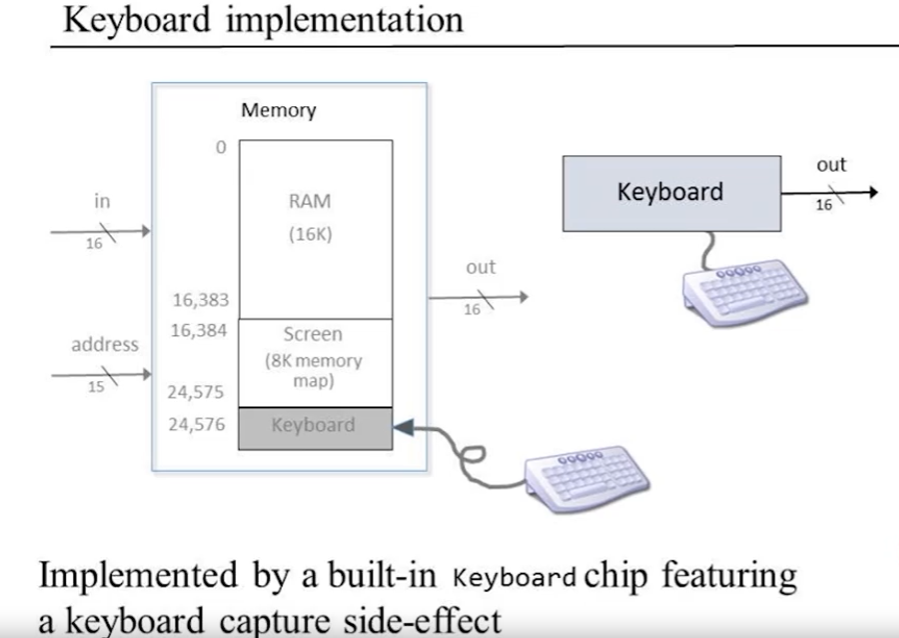 Keyboard implementation
Memory
0
RAM
(16K)
in
16
16,383
16,384
Screen
(8K memory
map)
address
15
24,575
24,576
Keyboard
out
16
Keyboard
out
16
Implemented by a built-in Keyboard chip featuring
a keyboard capture side-effect